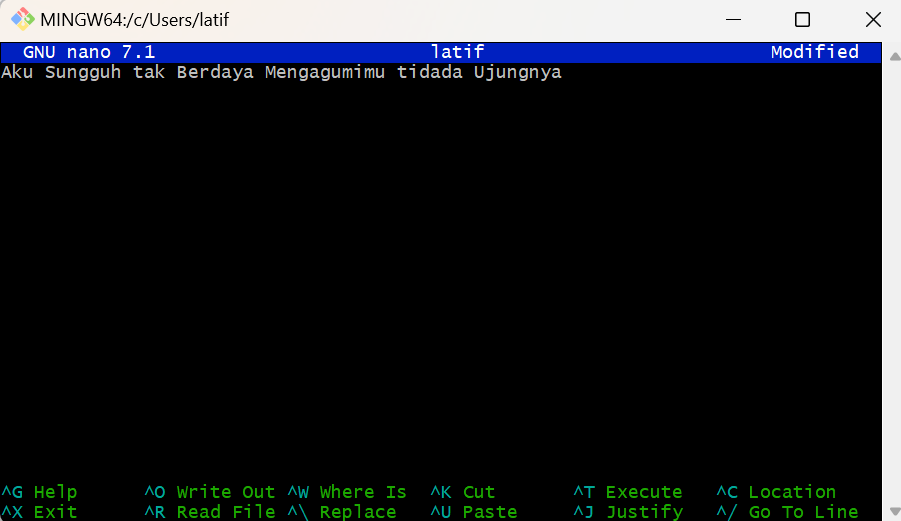 MINGW64:/c/Users/latif
GNU nano 7.1 latif Modified
Aku Sungguh tak Berdaya Mengagumimu tidada Ujungnya
^G Help ^O Write Out ^W Where Is ^K Cut ^T Execute ^C Location
^X Exit ^R Read File ^\ Replace ^U Paste ^J Justify ^/ Go To Line